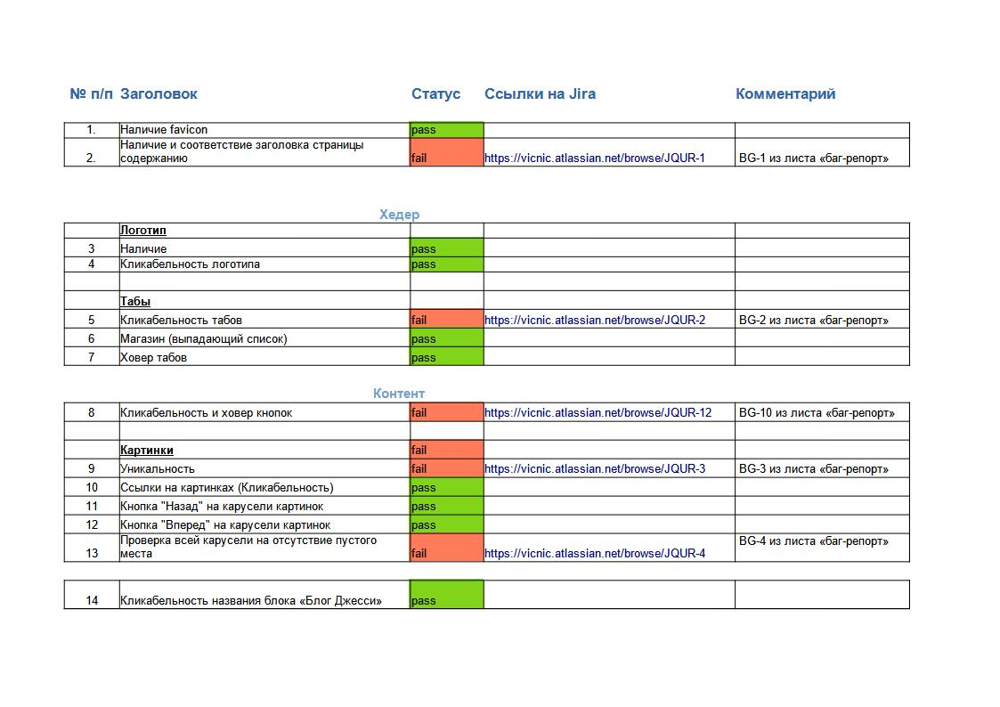 № п/п Заголовок Статус Ссылки на Jira Комментарий
1. Наличие favicon pass
Наличие и соответствие заголовка страницы
2. содержанию fail https://vicnic.atlassian.net/browse/JQUR-1 BG-1 из листа «баг-репорт»
Хедер
Логотип
3 Наличие pass
4 Кликабельность логотипа pass
Табы
5 Кликабельность табов fail https://vicnic.atlassian.net/browse/JQUR-2 BG-2 из листа «баг-репорт»
6 Магазин (выпадающий список) pass
7 Ховер табов pass
Контент
8 Кликабельность и ховер кнопок fail https://vicnic.atlassian.net/browse/JQUR-12 BG-10 из листа «баг-репорт»
Картинки fail
9 Уникальность fail https://vicnic.atlassian.net/browse/JQUR-3 BG-3 из листа «баг-репорт»
10 Ссылки на картинках (Кликабельность) pass
11 Кнопка "Назад" на карусели картинок pass
12 Кнопка "Вперед" на карусели картинок pass
Проверка всей карусели на отсутствие пустого BG-4 из листа «баг-репорт»
13 места fail https://vicnic.atlassian.net/browse/JQUR-4
14 Кликабельность названия блока «Блог Джесси» pass